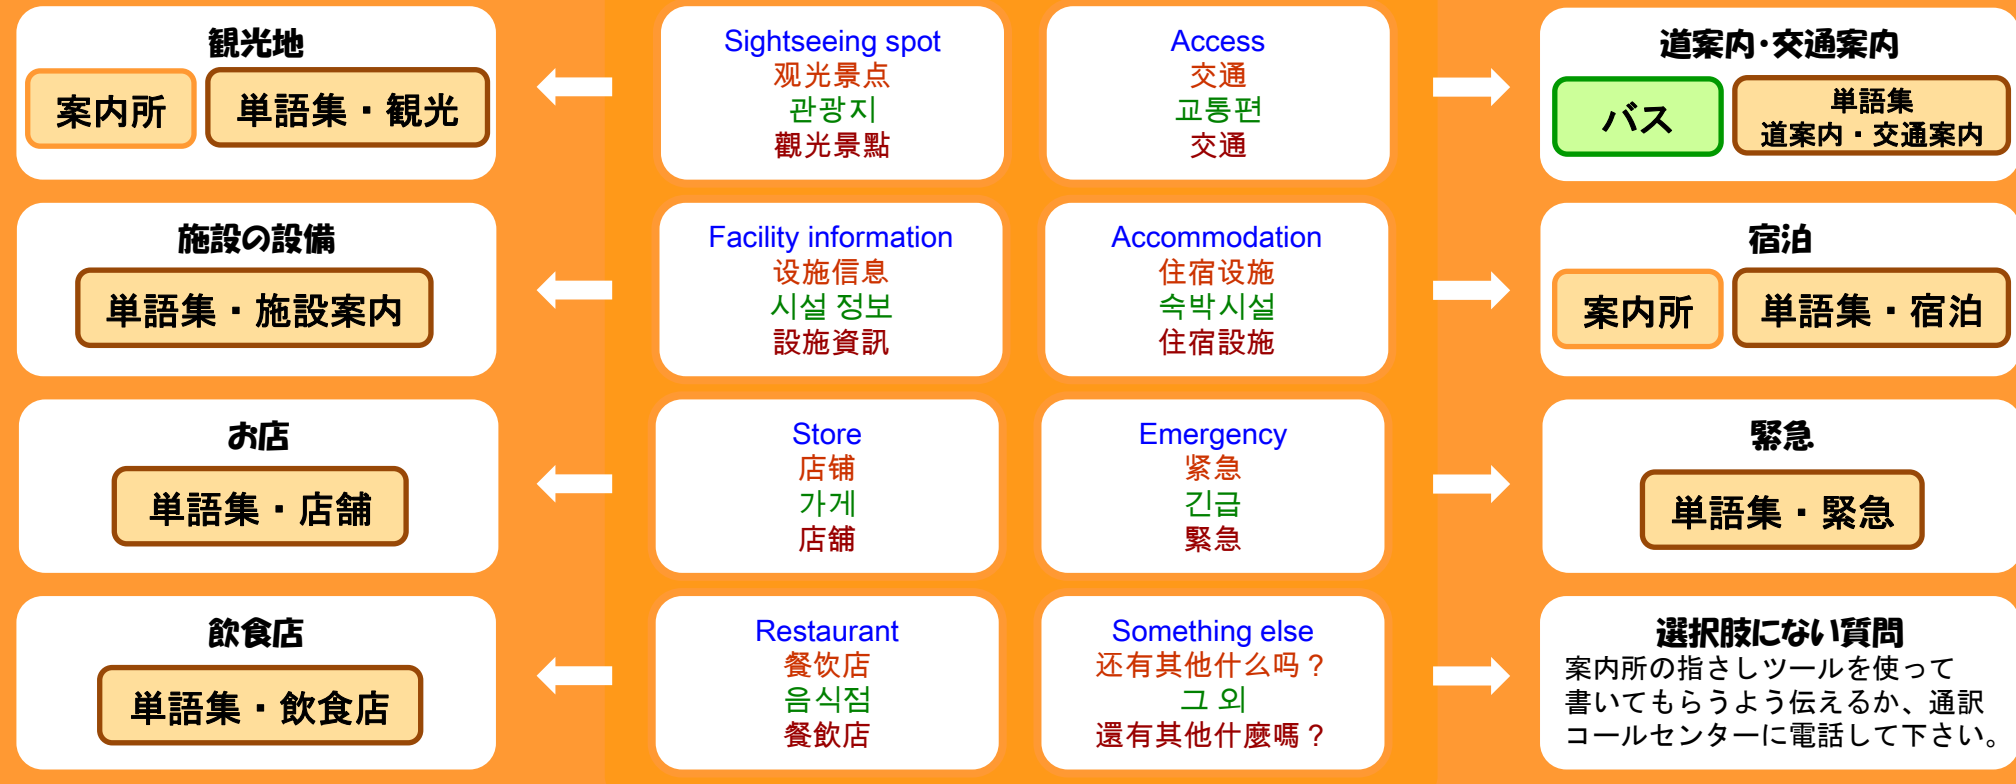 観光地
案内所
単語集・観光
Sightseeing spot
观光景点
관광지
觀光景點
Access
交通
교통편
交通
道案内・交通案内
バス
単語集
道案内・交通案内
施設の設備
単語集・施設案内
Facility information
设施信息
시설 정보
設施資訊
Accommodation
住宿设施
숙박시설
住宿設施
宿泊
案内所
単語集・宿泊
お店
単語集・店舗
Store
店铺
가게
店舖
Emergency
紧急
긴급
緊急
緊急
単語集・緊急
飲食店
単語集・飲食店
Restaurant
餐饮店
음식점
餐飲店
Something else
还有其他什么吗？
그 외
還有其他什麼嗎？
選択肢にない質問
案内所の指さしツールを使って
書いてもらうよう伝えるか、通訳
コールセンターに電話して下さい。